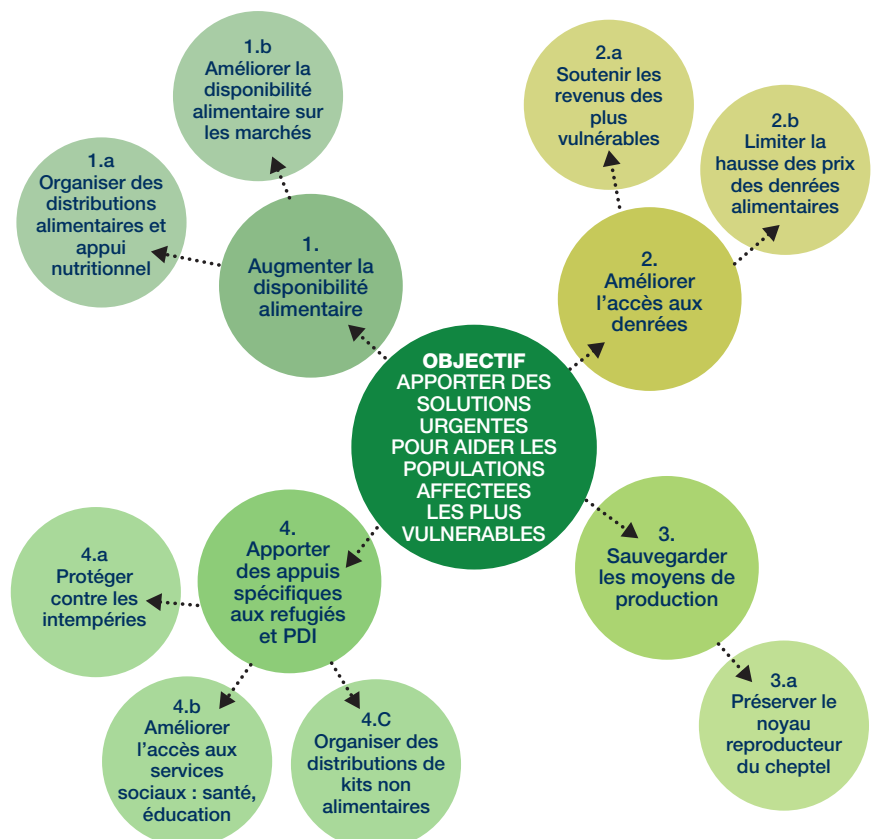 1.b
Améliorer la
disponibilité
alimentaire sur
les marchés
1.a
Organiser des
distributions
alimentaires et
appui
nutritionnel
1.
Augmenter la
disponibilité
alimentaire
2.a
Soutenir les
revenus des
plus
vulnérables
2.b
Limiter la
hausse des prix
des denrées
alimentaires
2.
Améliorer
l’accès aux
denrées
OBJECTIF
APPORTER DES
SOLUTIONS
URGENTES
POUR AIDER LES
POPULATIONS
AFFECTEES
LES PLUS
VULNERABLES
3.
Sauvegarder
les moyens de
production
3.a
Préserver le
noyau
reproducteur
du cheptel
4.
Apporter
des appuis
spécifiques
aux refugiés
et PDI
4.a
Protéger
contre les
intempéries
4.b
Améliorer
l’accès aux
services
sociaux : santé,
éducation
4.C
Organiser des
distributions de
kits non
alimentaires